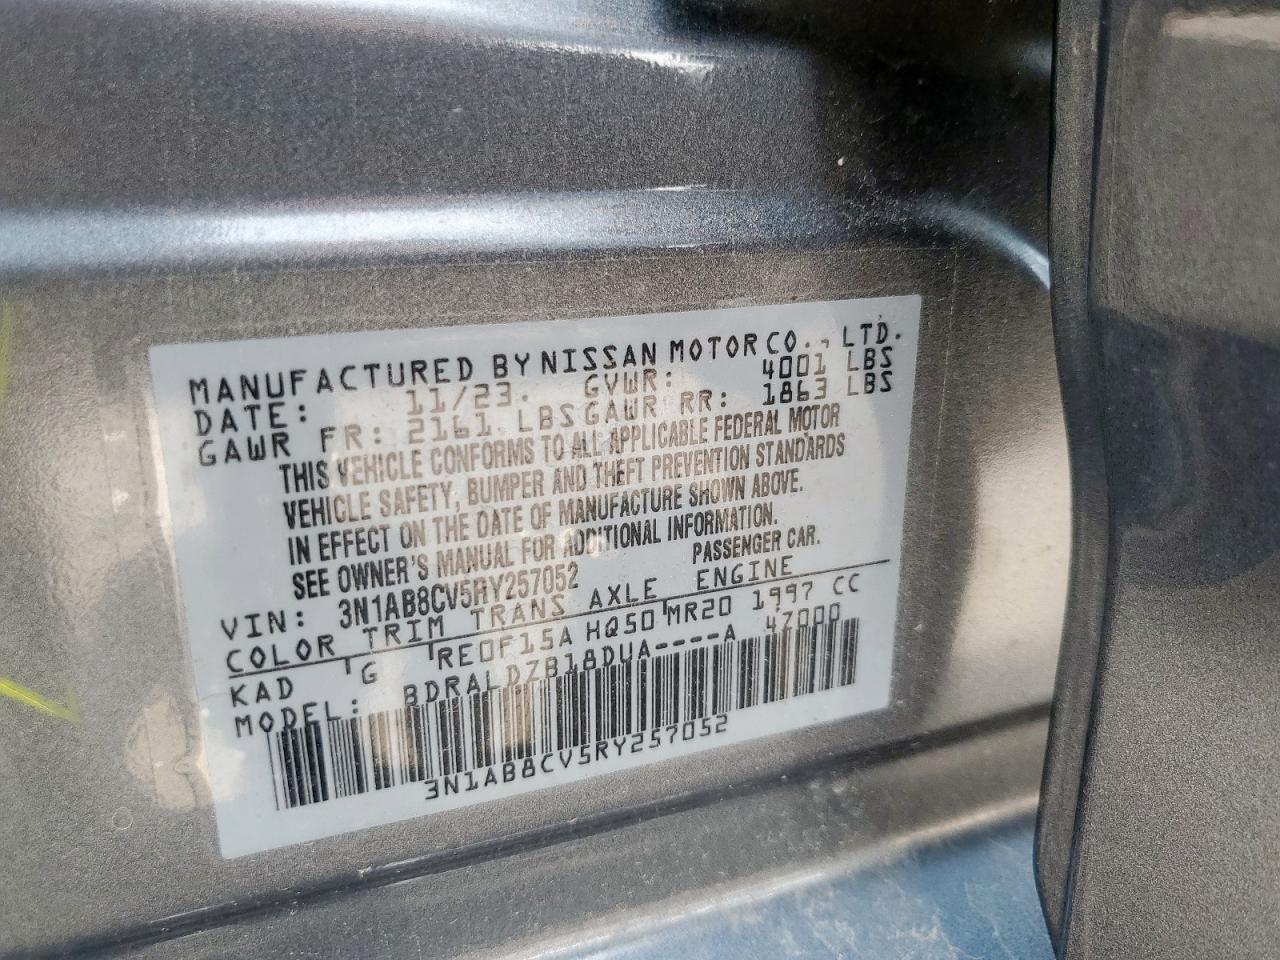 MANUFACTURED BY NISSAN MOTOR CO., LTD.
DATE: 11/23. GVWR: 4001 LBS
GAWR FR: 2161 LBS GAWR RR: 1863 LBS
THIS VEHICLE CONFORMS TO ALL APPLICABLE FEDERAL MOTOR
VEHICLE SAFETY, BUMPER AND THEFT PREVENTION STANDARDS
IN EFFECT ON THE DATE OF MANUFACTURE SHOWN ABOVE.
SEE OWNER'S MANUAL FOR ADDITIONAL INFORMATION.
VIN: 3N1AB8CV5RY257052 PASSENGER CAR.
COLOR TRIM TRANS AXLE ENGINE
KAD G RE0F15A HQ50 MR20 1997 CC
MODEL: BDRALDZB18DUA----A 47000
3N1AB8CV5RY257052